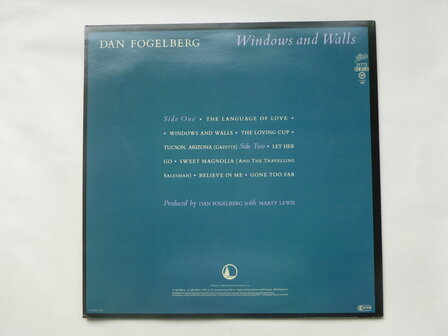 DAN FOGELBERG Windows and Walls
Side One • THE LANGUAGE OF LOVE •
• WINDOWS AND WALLS • THE LOVING CUP •
TUCSON, ARIZONA (GAZETTE) Side Two • LET HER
GO • SWEET MAGNOLIA (AND THE TRAVELLING
SALESMAN) • BELIEVE IN ME • GONE TOO FAR
Produced by DAN FOGELBERG with MARTY LEWIS